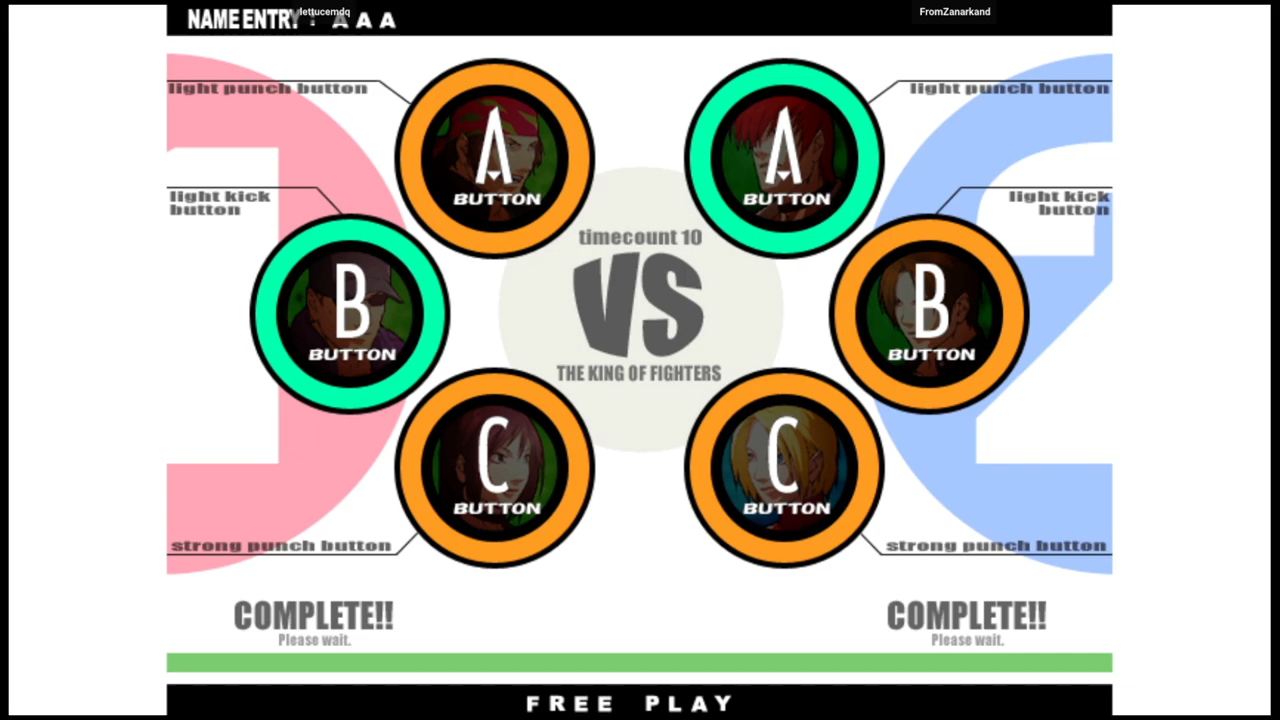 NAME ENTRY : A A A
lettucemdq
FromZanarkand
light punch button
light punch button
A
BUTTON
A
BUTTON
light kick
button
light kick
button
timecount 10
VS
THE KING OF FIGHTERS
B
BUTTON
B
BUTTON
C
BUTTON
C
BUTTON
strong punch button
strong punch button
COMPLETE!!
Please wait.
COMPLETE!!
Please wait.
FREE PLAY